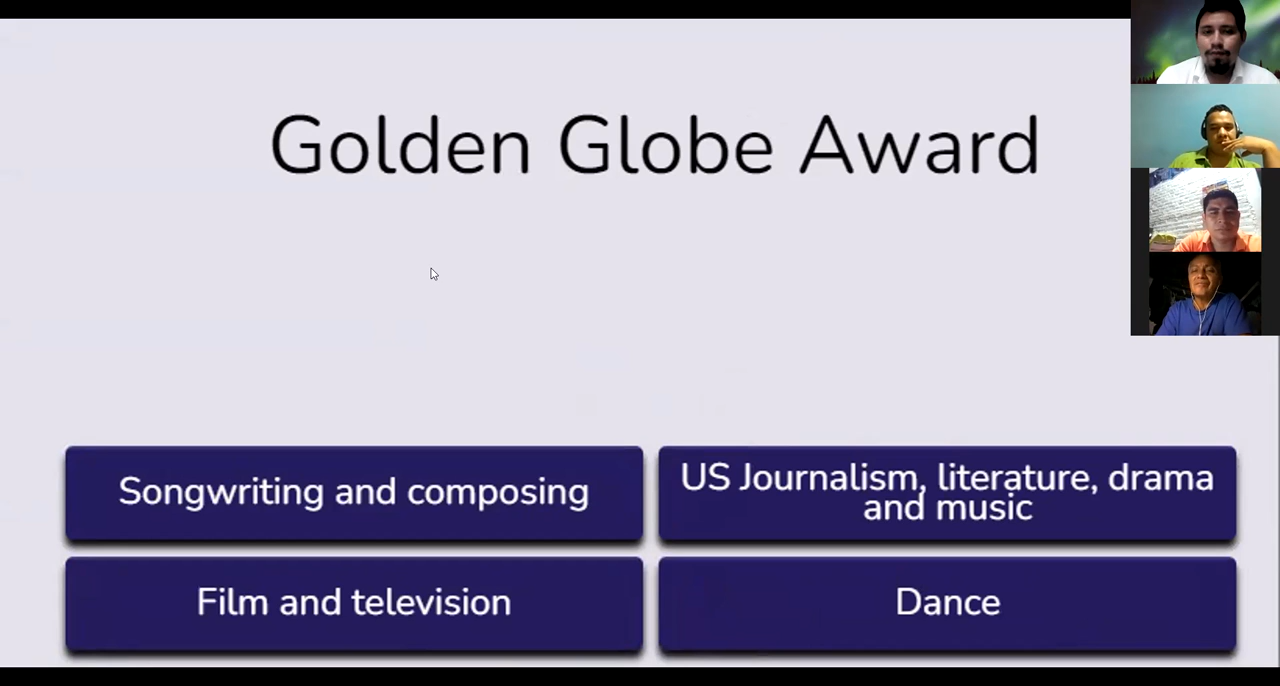 Golden Globe Award
Songwriting and composing
US Journalism, literature, drama
and music
Film and television
Dance